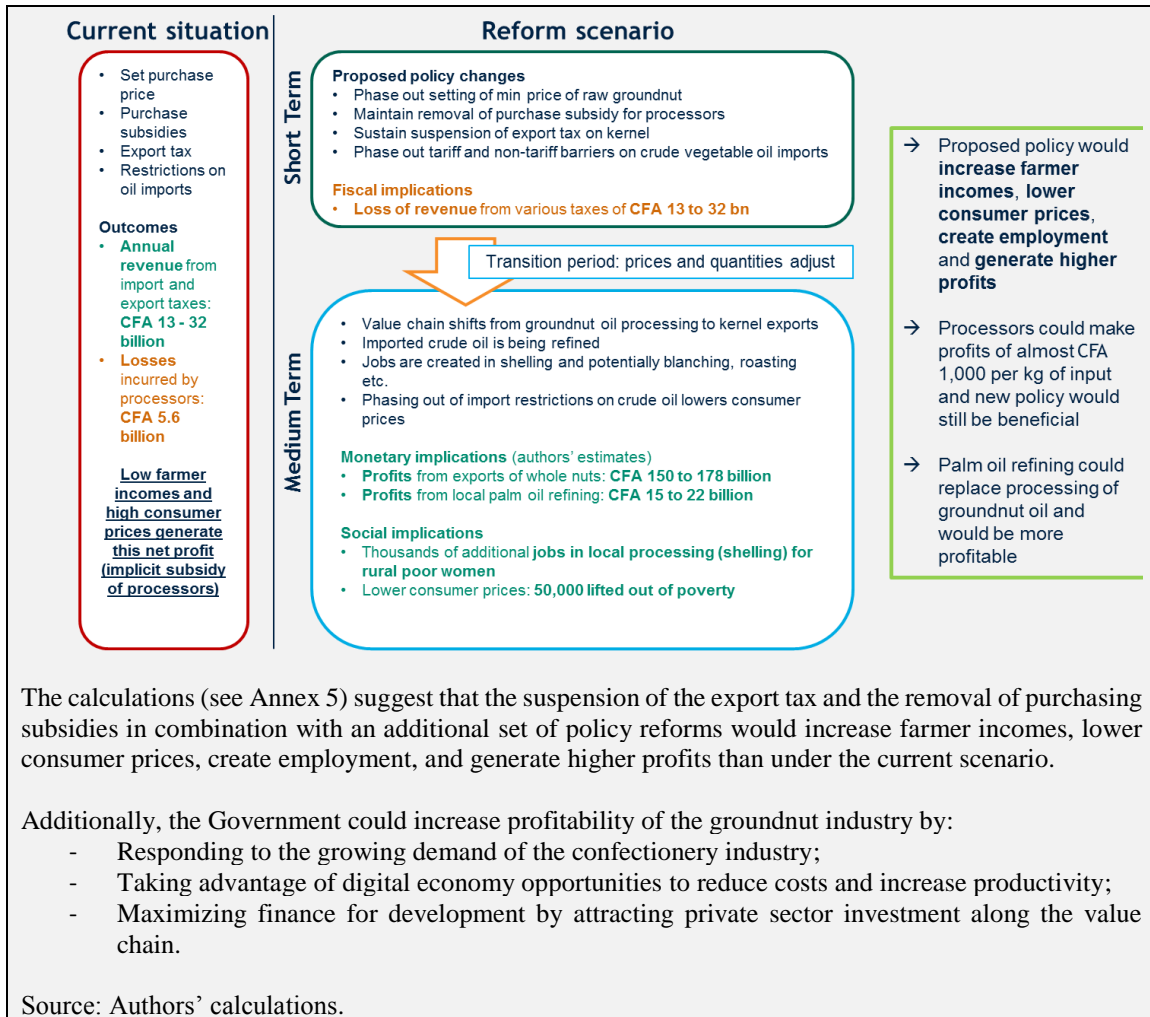 Current situation
Reform scenario
• Set purchase
price
• Purchase
subsidies
• Export tax
• Restrictions on
oil imports
Outcomes
• Annual
revenue from
import and
export taxes:
CFA 13 - 32
billion
• Losses
incurred by
processors:
CFA 5.6
billion
Low farmer
incomes and
high consumer
prices generate
this net profit
(implicit subsidy
of processors)
Short Term
Proposed policy changes
• Phase out setting of min price of raw groundnut
• Maintain removal of purchase subsidy for processors
• Sustain suspension of export tax on kernel
• Phase out tariff and non-tariff barriers on crude vegetable oil imports
Fiscal implications
• Loss of revenue from various taxes of CFA 13 to 32 bn
Transition period: prices and quantities adjust
Medium Term
• Value chain shifts from groundnut oil processing to kernel exports
• Imported crude oil is being refined
• Jobs are created in shelling and potentially blanching, roasting
etc.
• Phasing out of import restrictions on crude oil lowers consumer
prices
Monetary implications (authors' estimates)
• Profits from exports of whole nuts: CFA 150 to 178 billion
• Profits from local palm oil refining: CFA 15 to 22 billion
Social implications
• Thousands of additional jobs in local processing (shelling) for
rural poor women
• Lower consumer prices: 50,000 lifted out of poverty
→ Proposed policy would
increase farmer
incomes, lower
consumer prices,
create employment
and generate higher
profits
→ Processors could make
profits of almost CFA
1,000 per kg of input
and new policy would
still be beneficial
→ Palm oil refining could
replace processing of
groundnut oil and
would be more
profitable
The calculations (see Annex 5) suggest that the suspension of the export tax and the removal of purchasing
subsidies in combination with an additional set of policy reforms would increase farmer incomes, lower
consumer prices, create employment, and generate higher profits than under the current scenario.
Additionally, the Government could increase profitability of the groundnut industry by:
- Responding to the growing demand of the confectionery industry;
- Taking advantage of digital economy opportunities to reduce costs and increase productivity;
- Maximizing finance for development by attracting private sector investment along the value
chain.
Source: Authors' calculations.